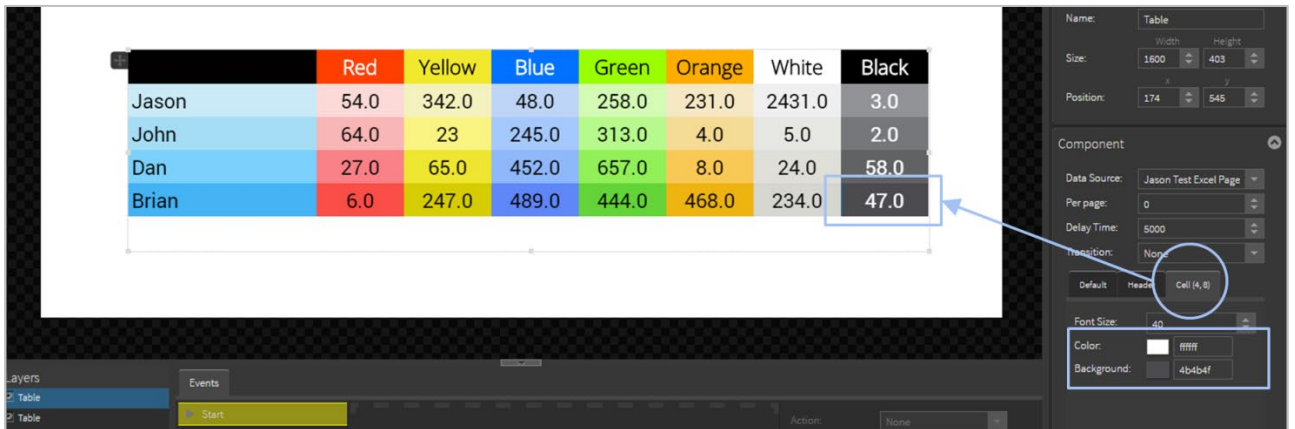 Red Yellow Blue Green Orange White Black
Jason 54.0 342.0 48.0 258.0 231.0 2431.0 3.0
John 64.0 23 245.0 313.0 4.0 5.0 2.0
Dan 27.0 65.0 452.0 657.0 8.0 24.0 58.0
Brian 6.0 247.0 489.0 444.0 468.0 234.0 47.0
Name: Table
Width Height
Size: 1600 403
x y
Position: 174 545
Component
Data Source: Jason Test Excel Page
Per page: 0
Delay Time: 5000
Transition: None
Default Header Cell (4, 8)
Font Size: 40
Color: ffffff
Background: 4b4b4f
Layers
Table
Table
Events
Start
Action: None